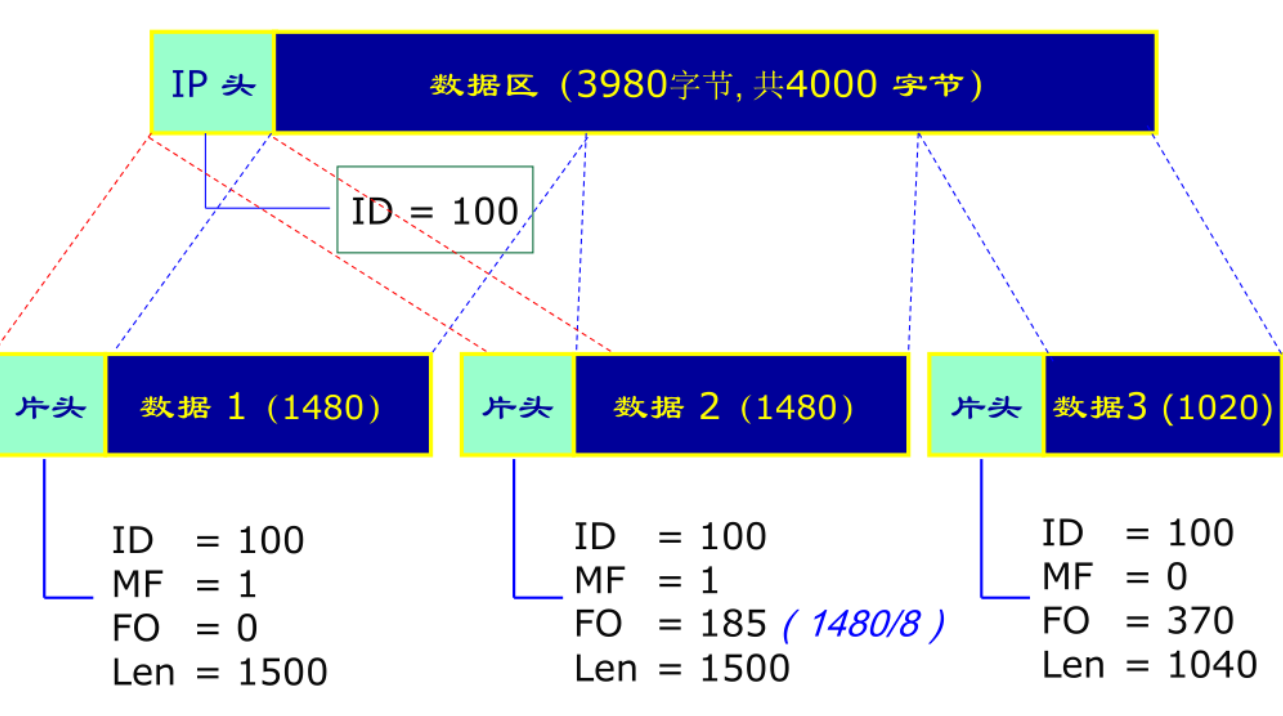 IP 头
数据区 (3980字节, 共4000 字节)
ID = 100
片头
数据 1 (1480)
片头
数据 2 (1480)
片头
数据3 (1020)
ID = 100
MF = 1
FO = 0
Len = 1500
ID = 100
MF = 1
FO = 185 ( 1480/8 )
Len = 1500
ID = 100
MF = 0
FO = 370
Len = 1040